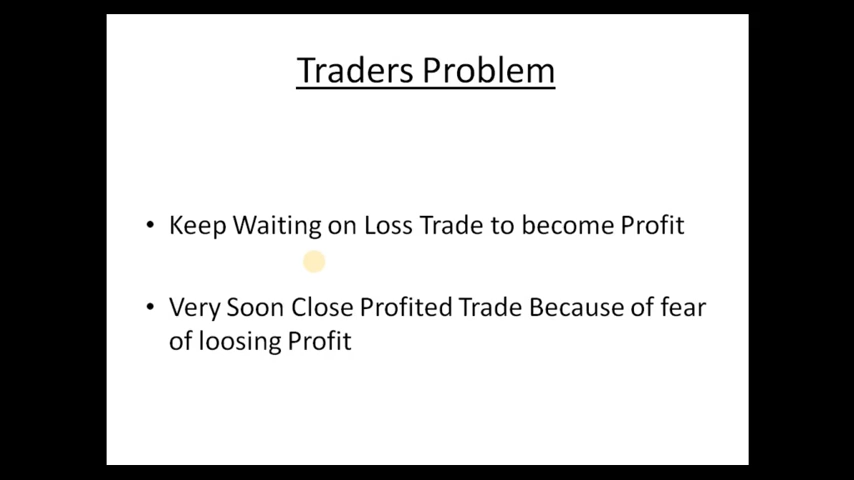 Traders Problem
• Keep Waiting on Loss Trade to become Profit
• Very Soon Close Profited Trade Because of fear
of loosing Profit